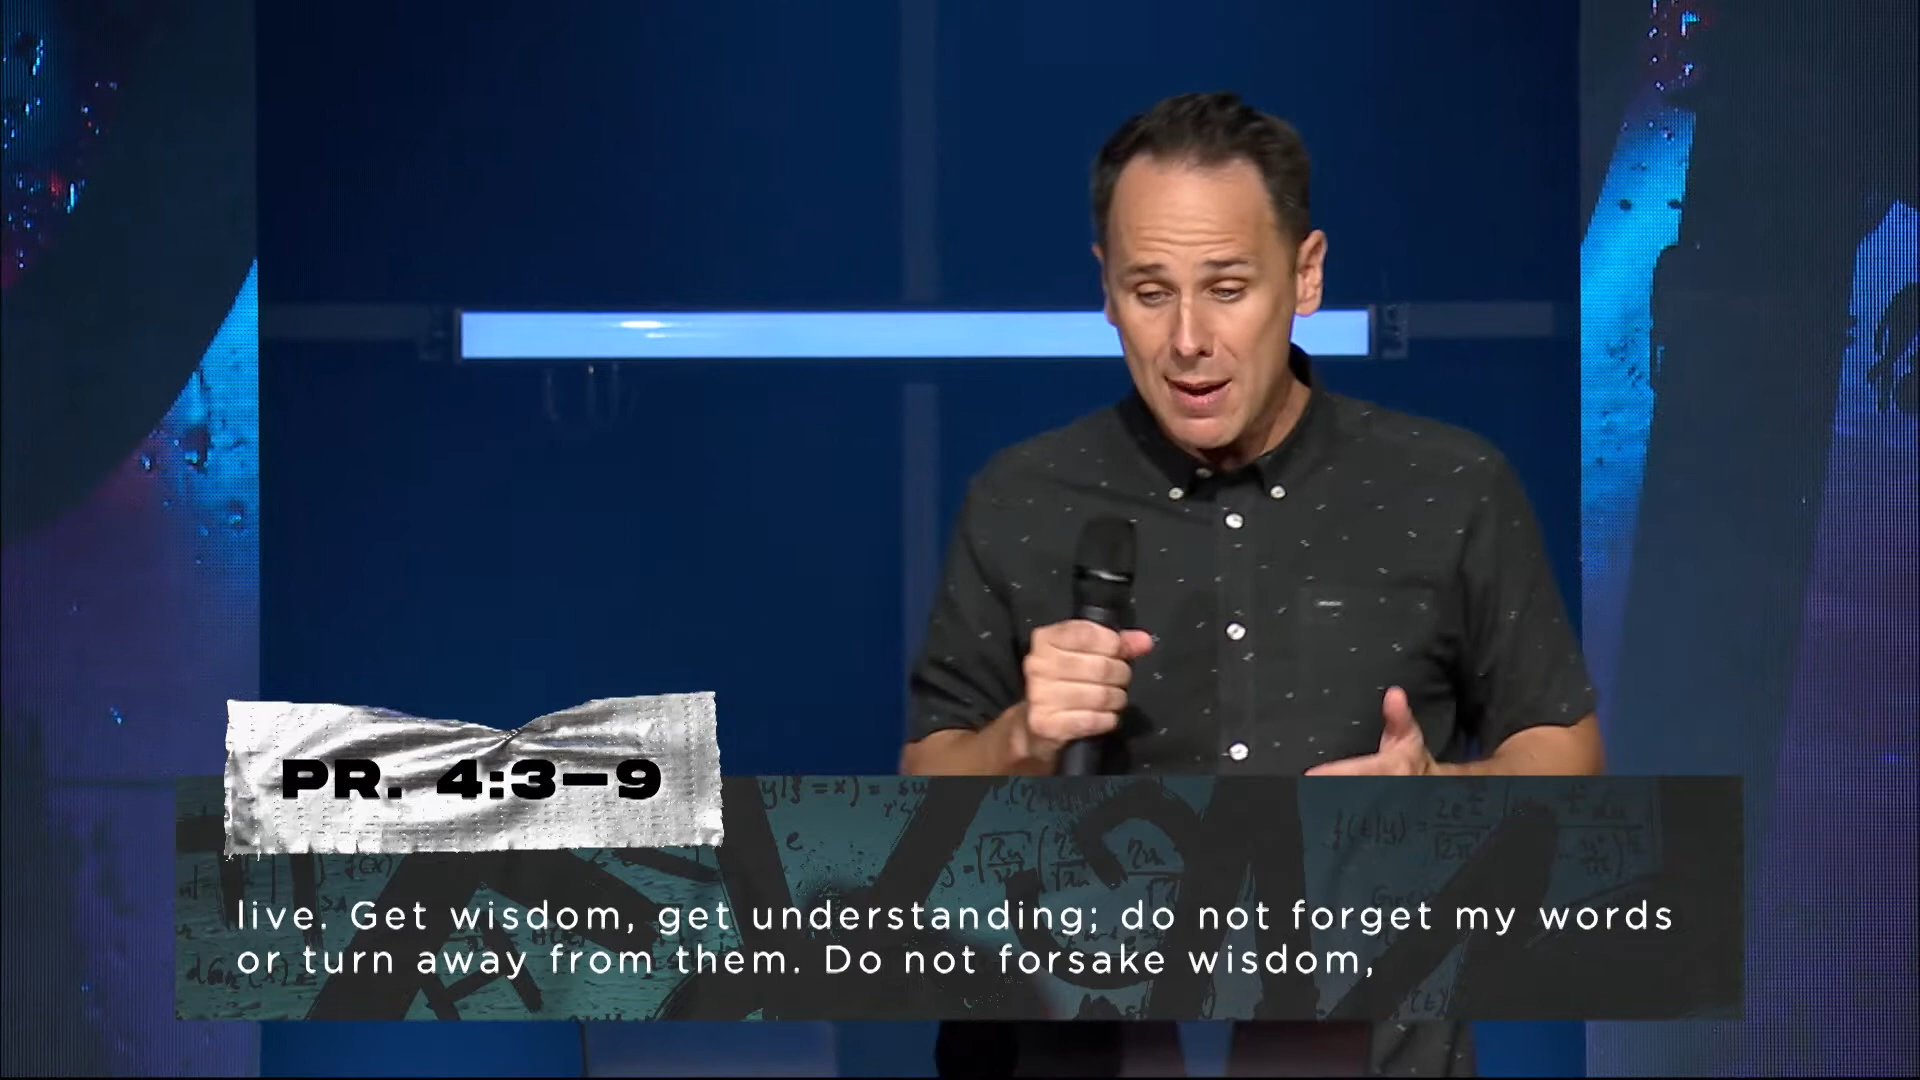 PR. 4:3—9
live. Get wisdom, get understanding; do not forget my words
or turn away from them. Do not forsake wisdom,